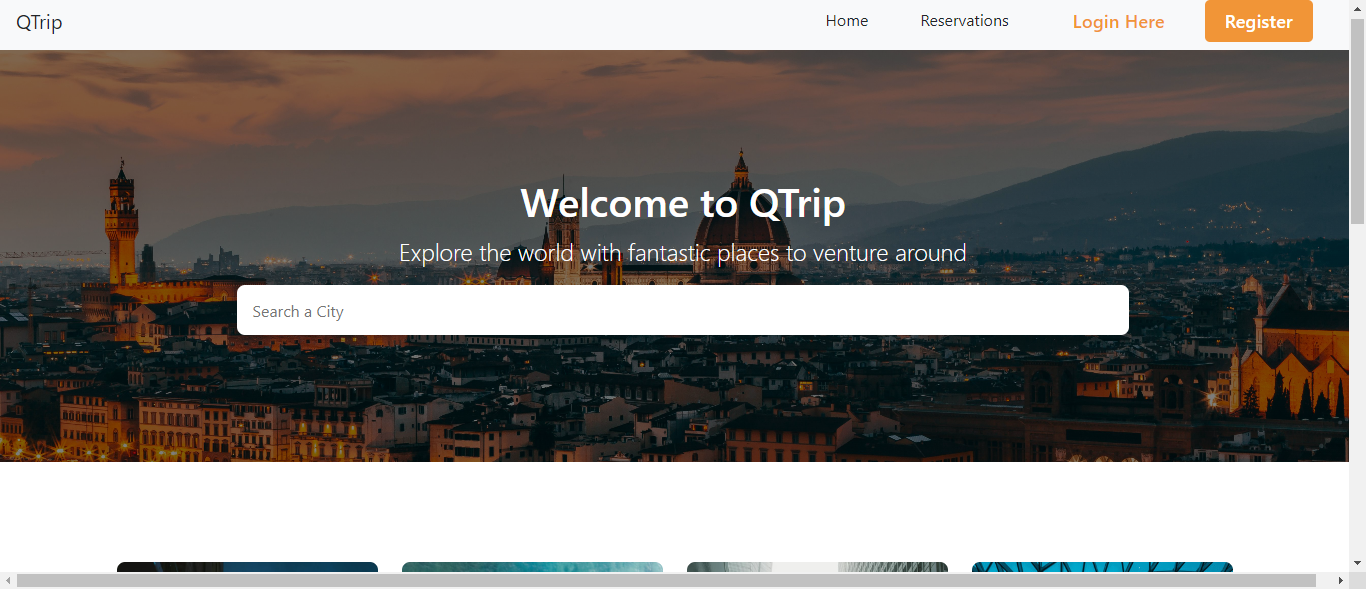 QTrip
Home
Reservations
Login Here
Register
Welcome to QTrip
Explore the world with fantastic places to venture around
Search a City